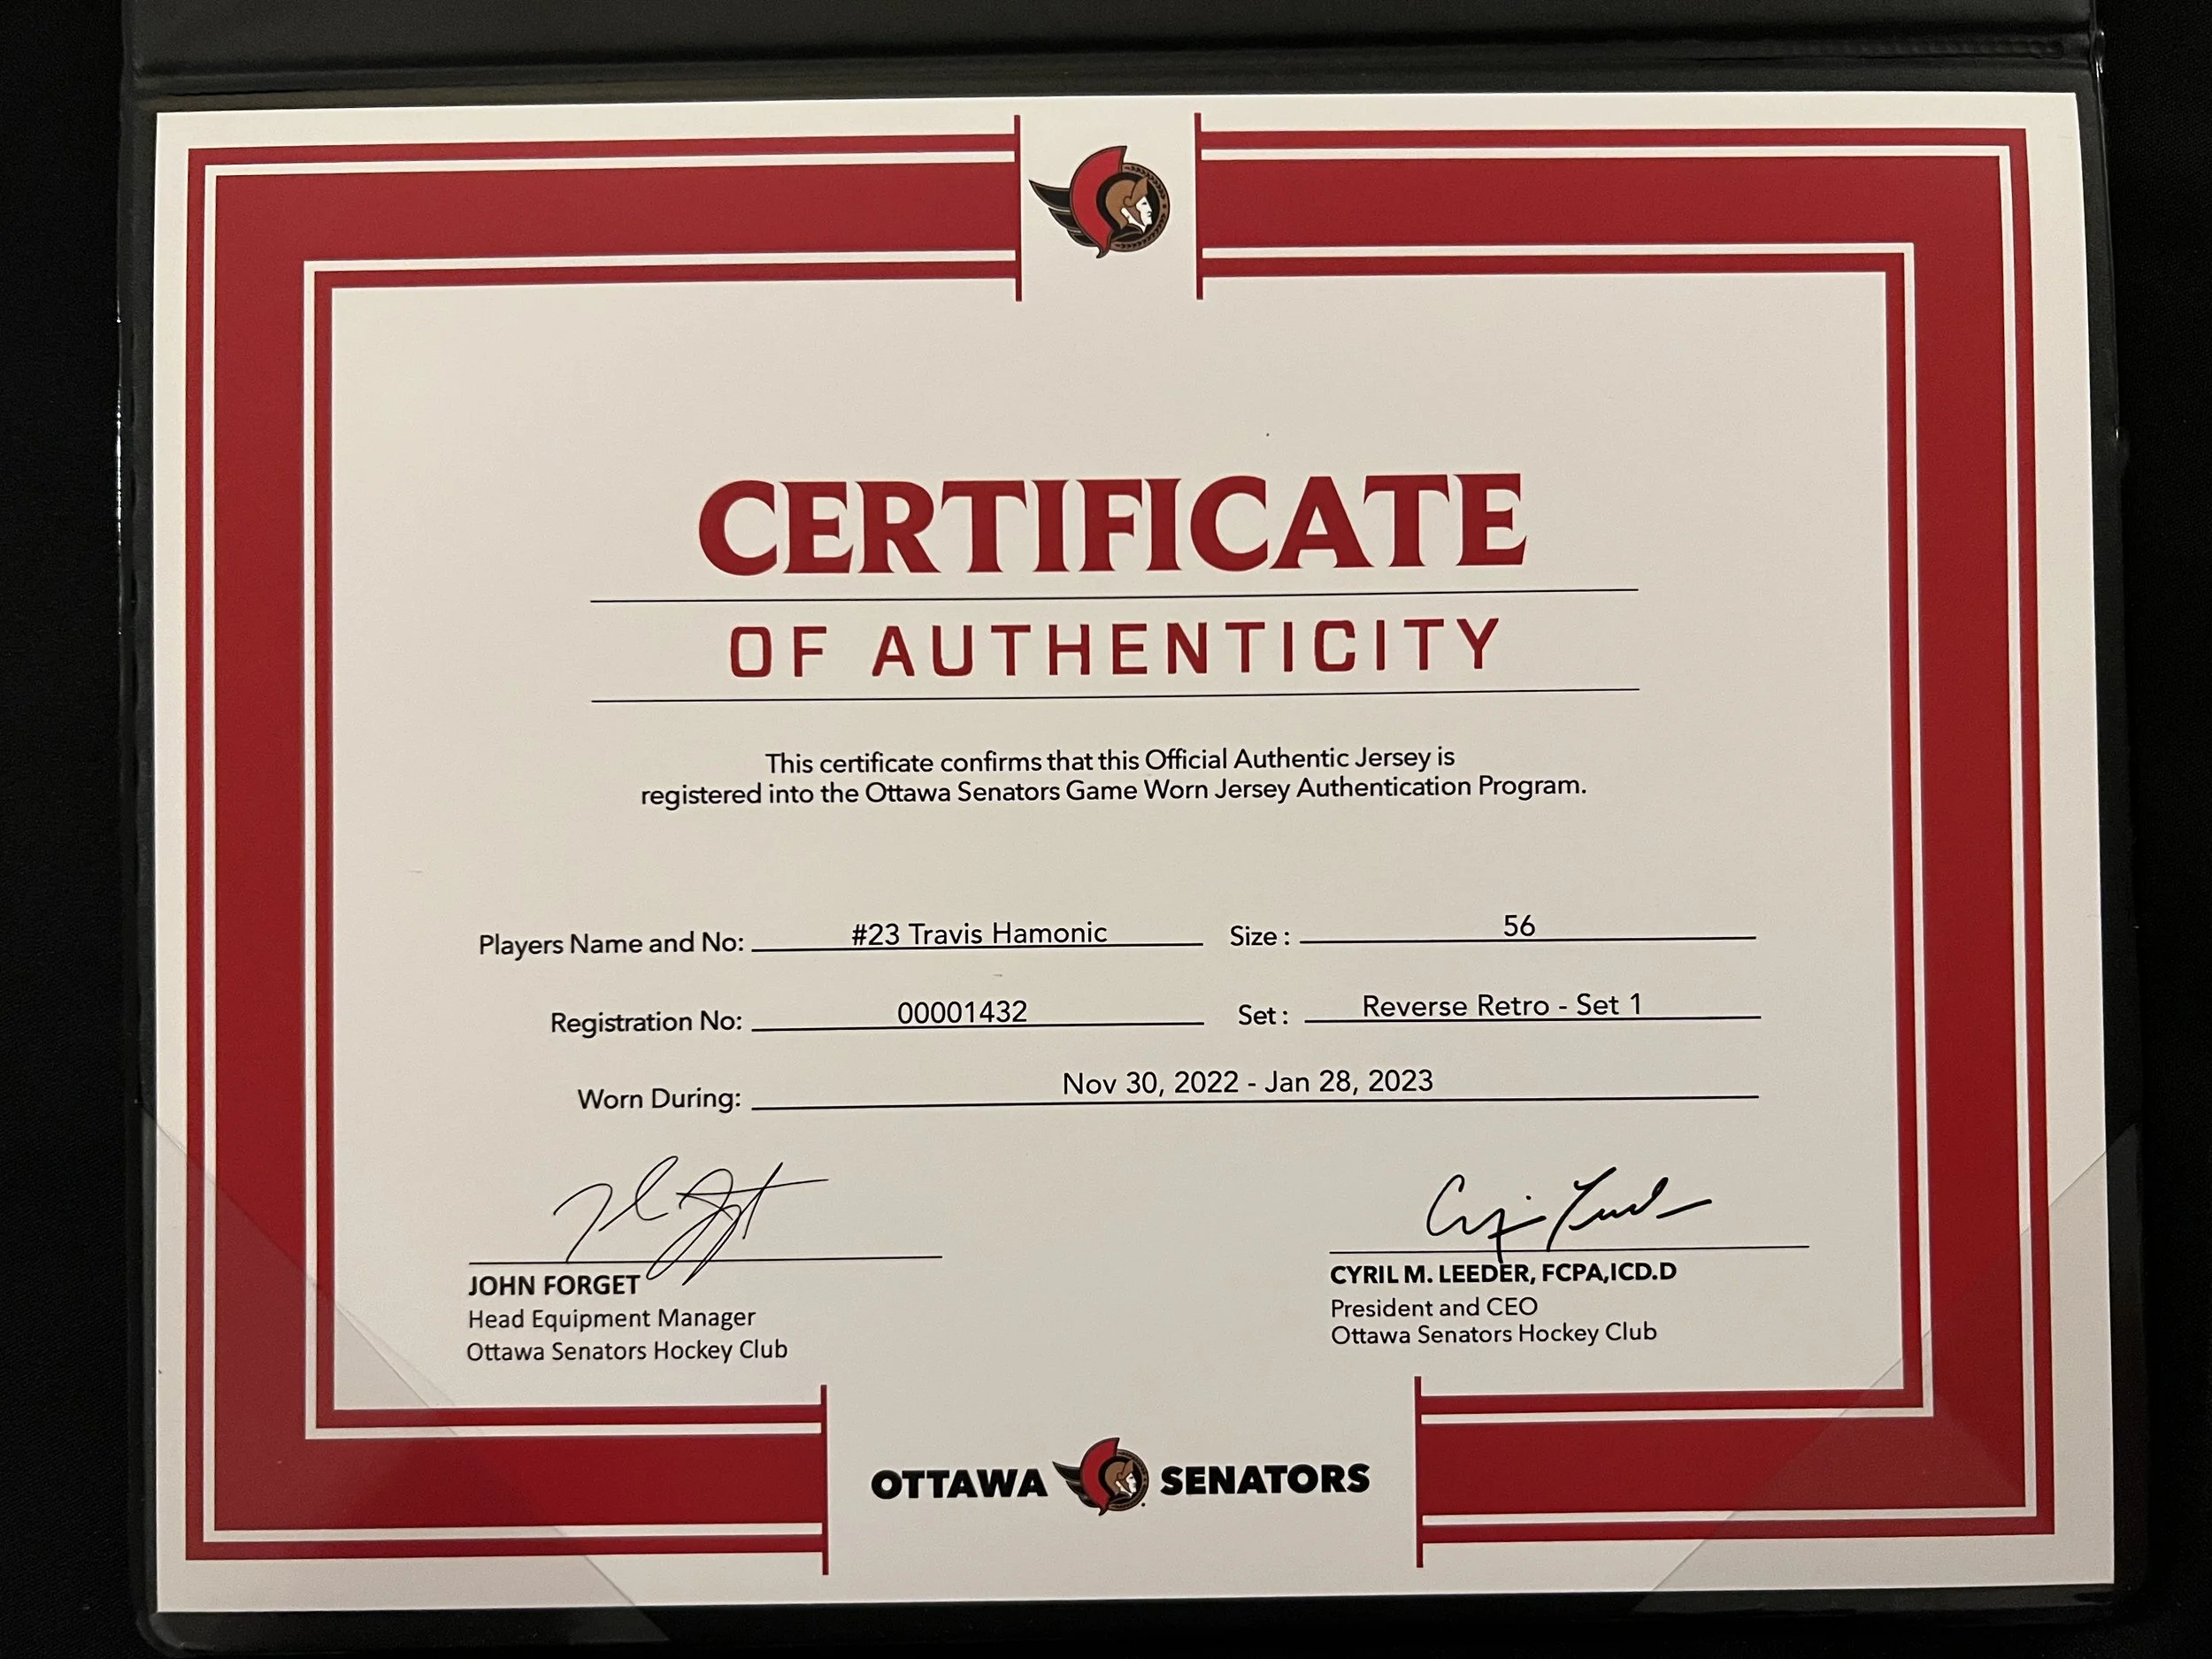 CERTIFICATE
OF AUTHENTICITY
This certificate confirms that this Official Authentic Jersey is
registered into the Ottawa Senators Game Worn Jersey Authentication Program.
Players Name and No: #23 Travis Hamonic Size : 56
Registration No: 00001432 Set : Reverse Retro - Set 1
Worn During: Nov 30, 2022 - Jan 28, 2023
JOHN FORGET
Head Equipment Manager
Ottawa Senators Hockey Club
CYRIL M. LEEDER, FCPA,ICD.D
President and CEO
Ottawa Senators Hockey Club
OTTAWA SENATORS